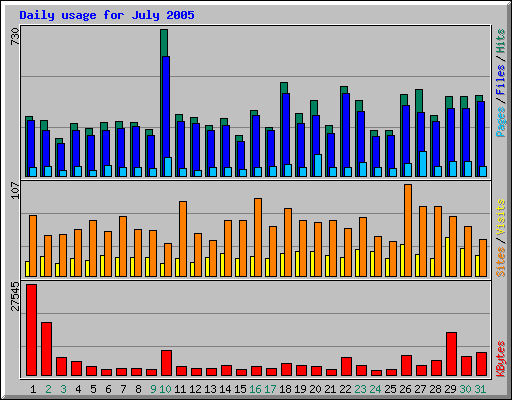 Daily usage for July 2005
730
Pages / Files / Hits
107
Sites / Visits
27545
KBytes
1 2 3 4 5 6 7 8 9 10 11 12 13 14 15 16 17 18 19 20 21 22 23 24 25 26 27 28 29 30 31